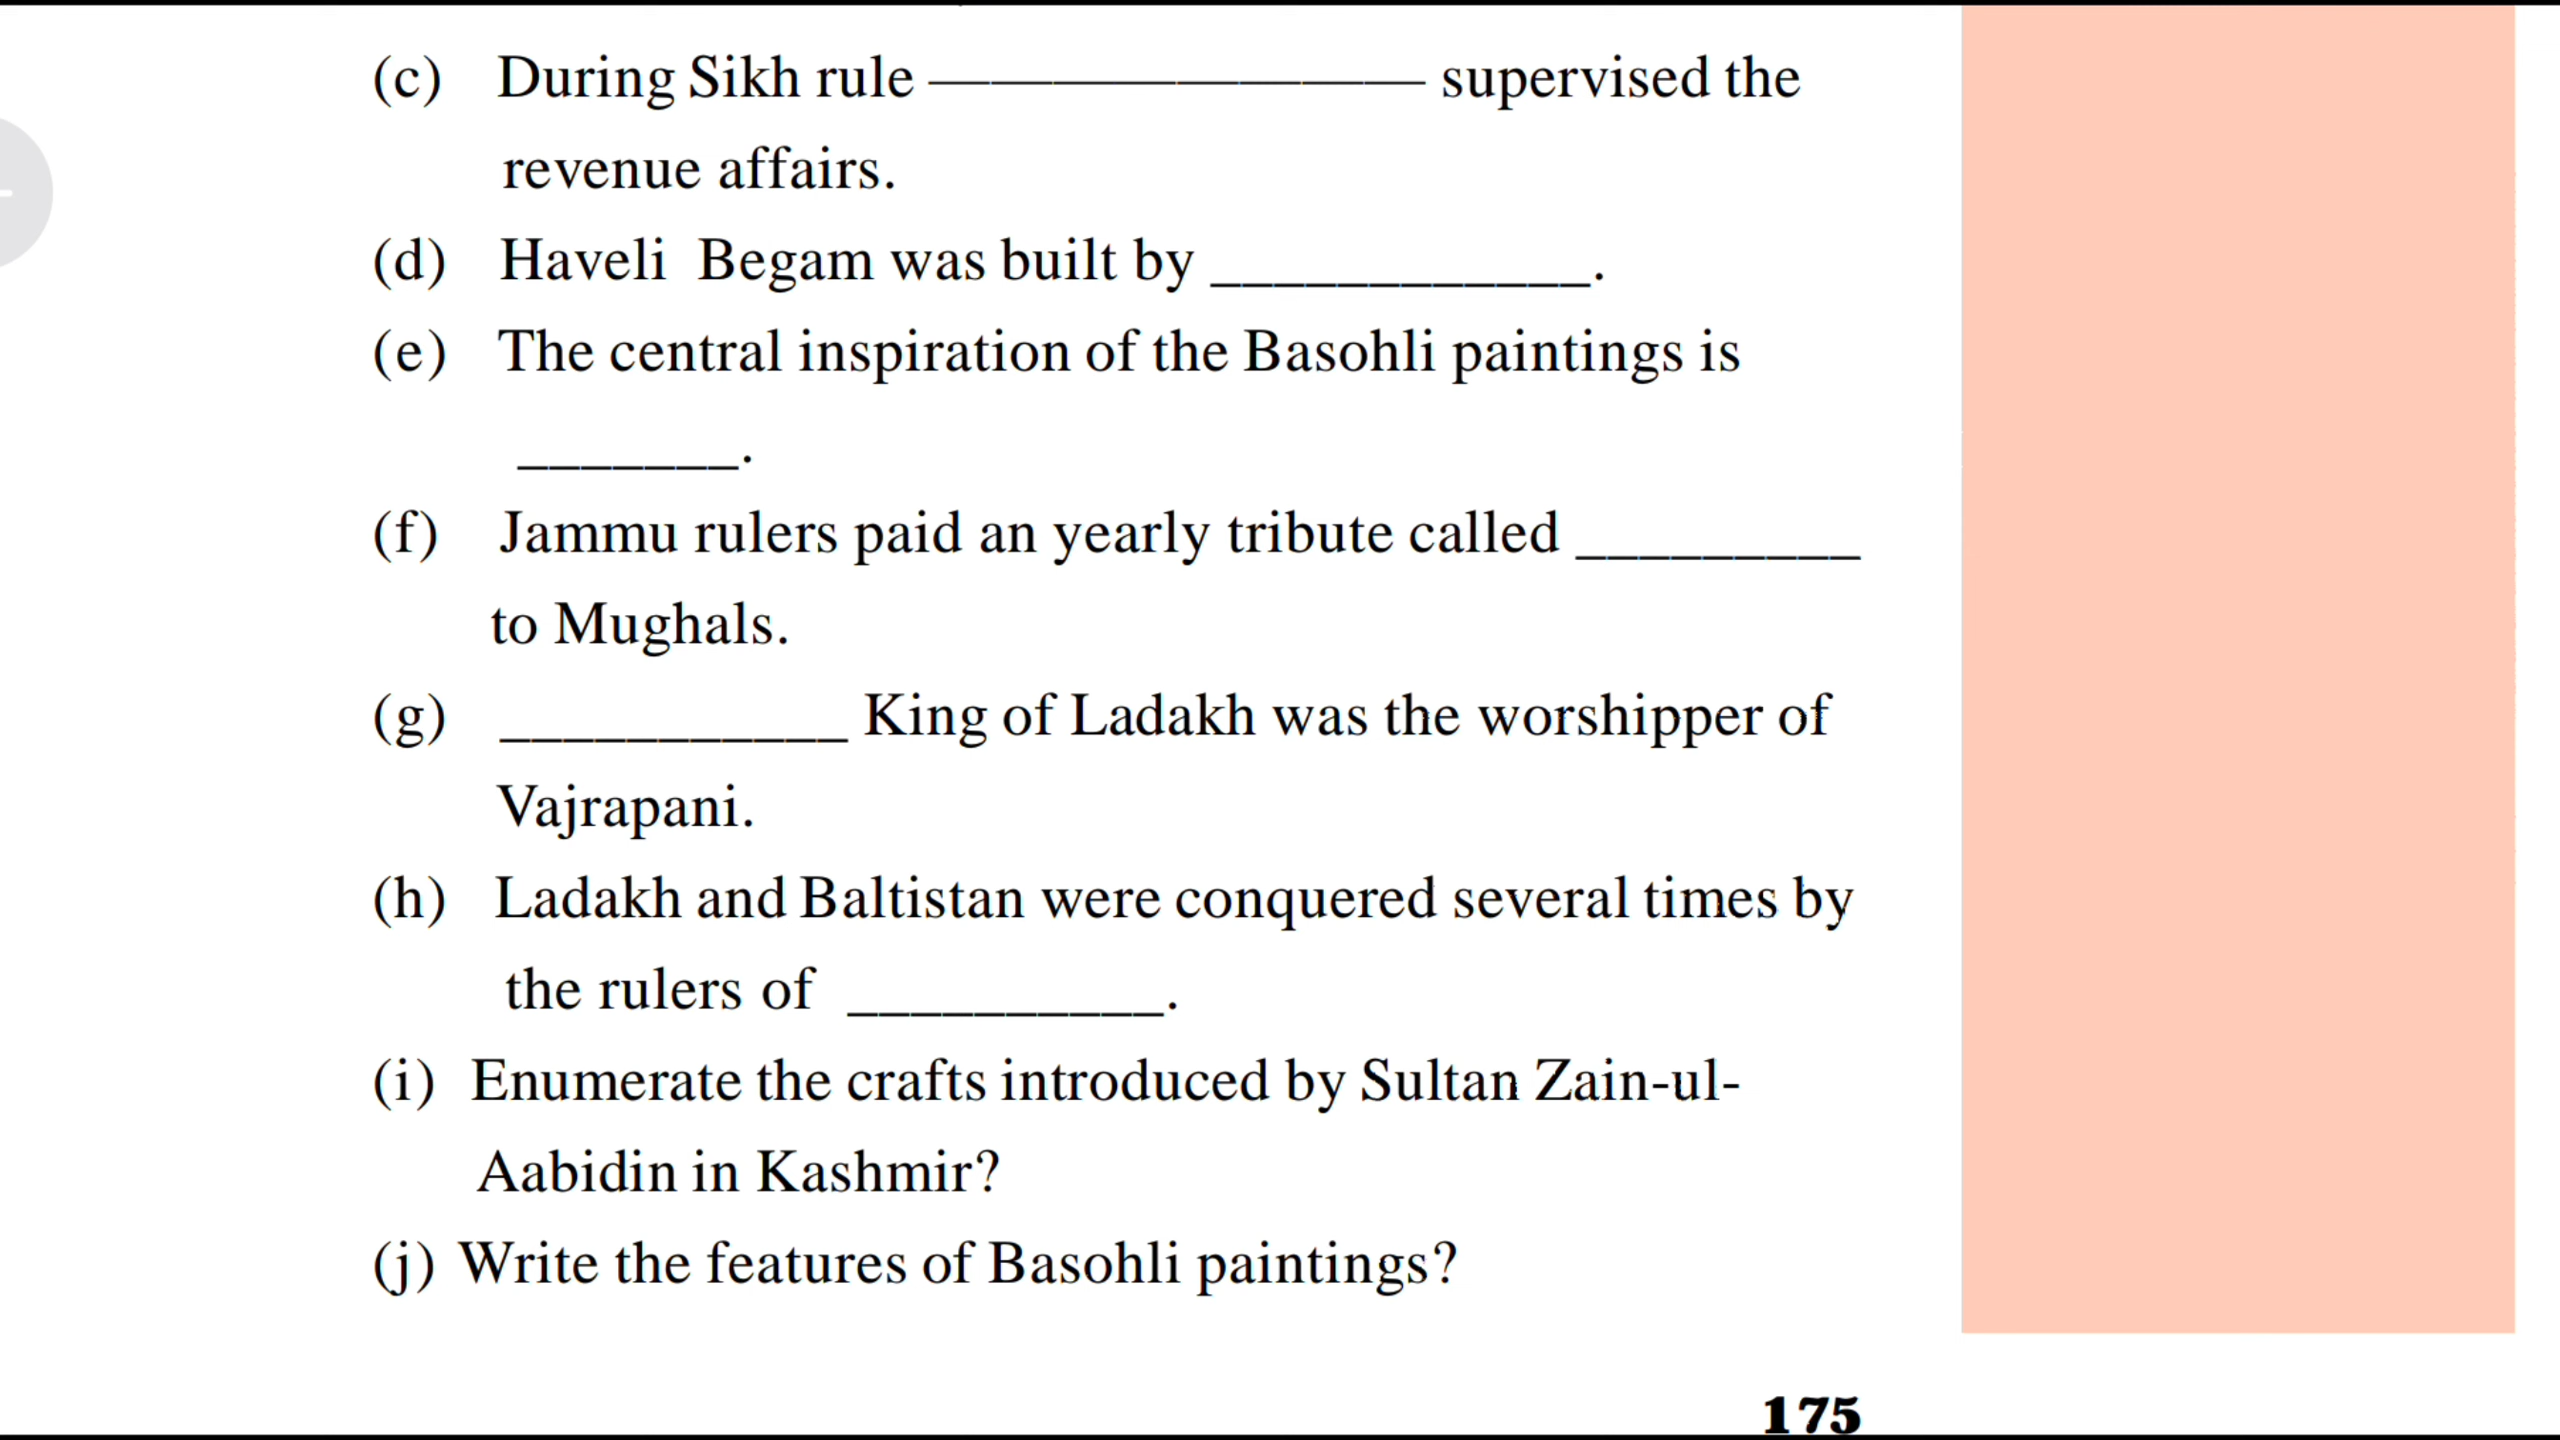 (c) During Sikh rule ———————— supervised the
revenue affairs.
(d) Haveli Begam was built by ____________.
(e) The central inspiration of the Basohli paintings is
_______.
(f) Jammu rulers paid an yearly tribute called _________
to Mughals.
(g) ___________ King of Ladakh was the worshipper of
Vajrapani.
(h) Ladakh and Baltistan were conquered several times by
the rulers of __________.
(i) Enumerate the crafts introduced by Sultan Zain-ul-
Aabidin in Kashmir?
(j) Write the features of Basohli paintings?
175